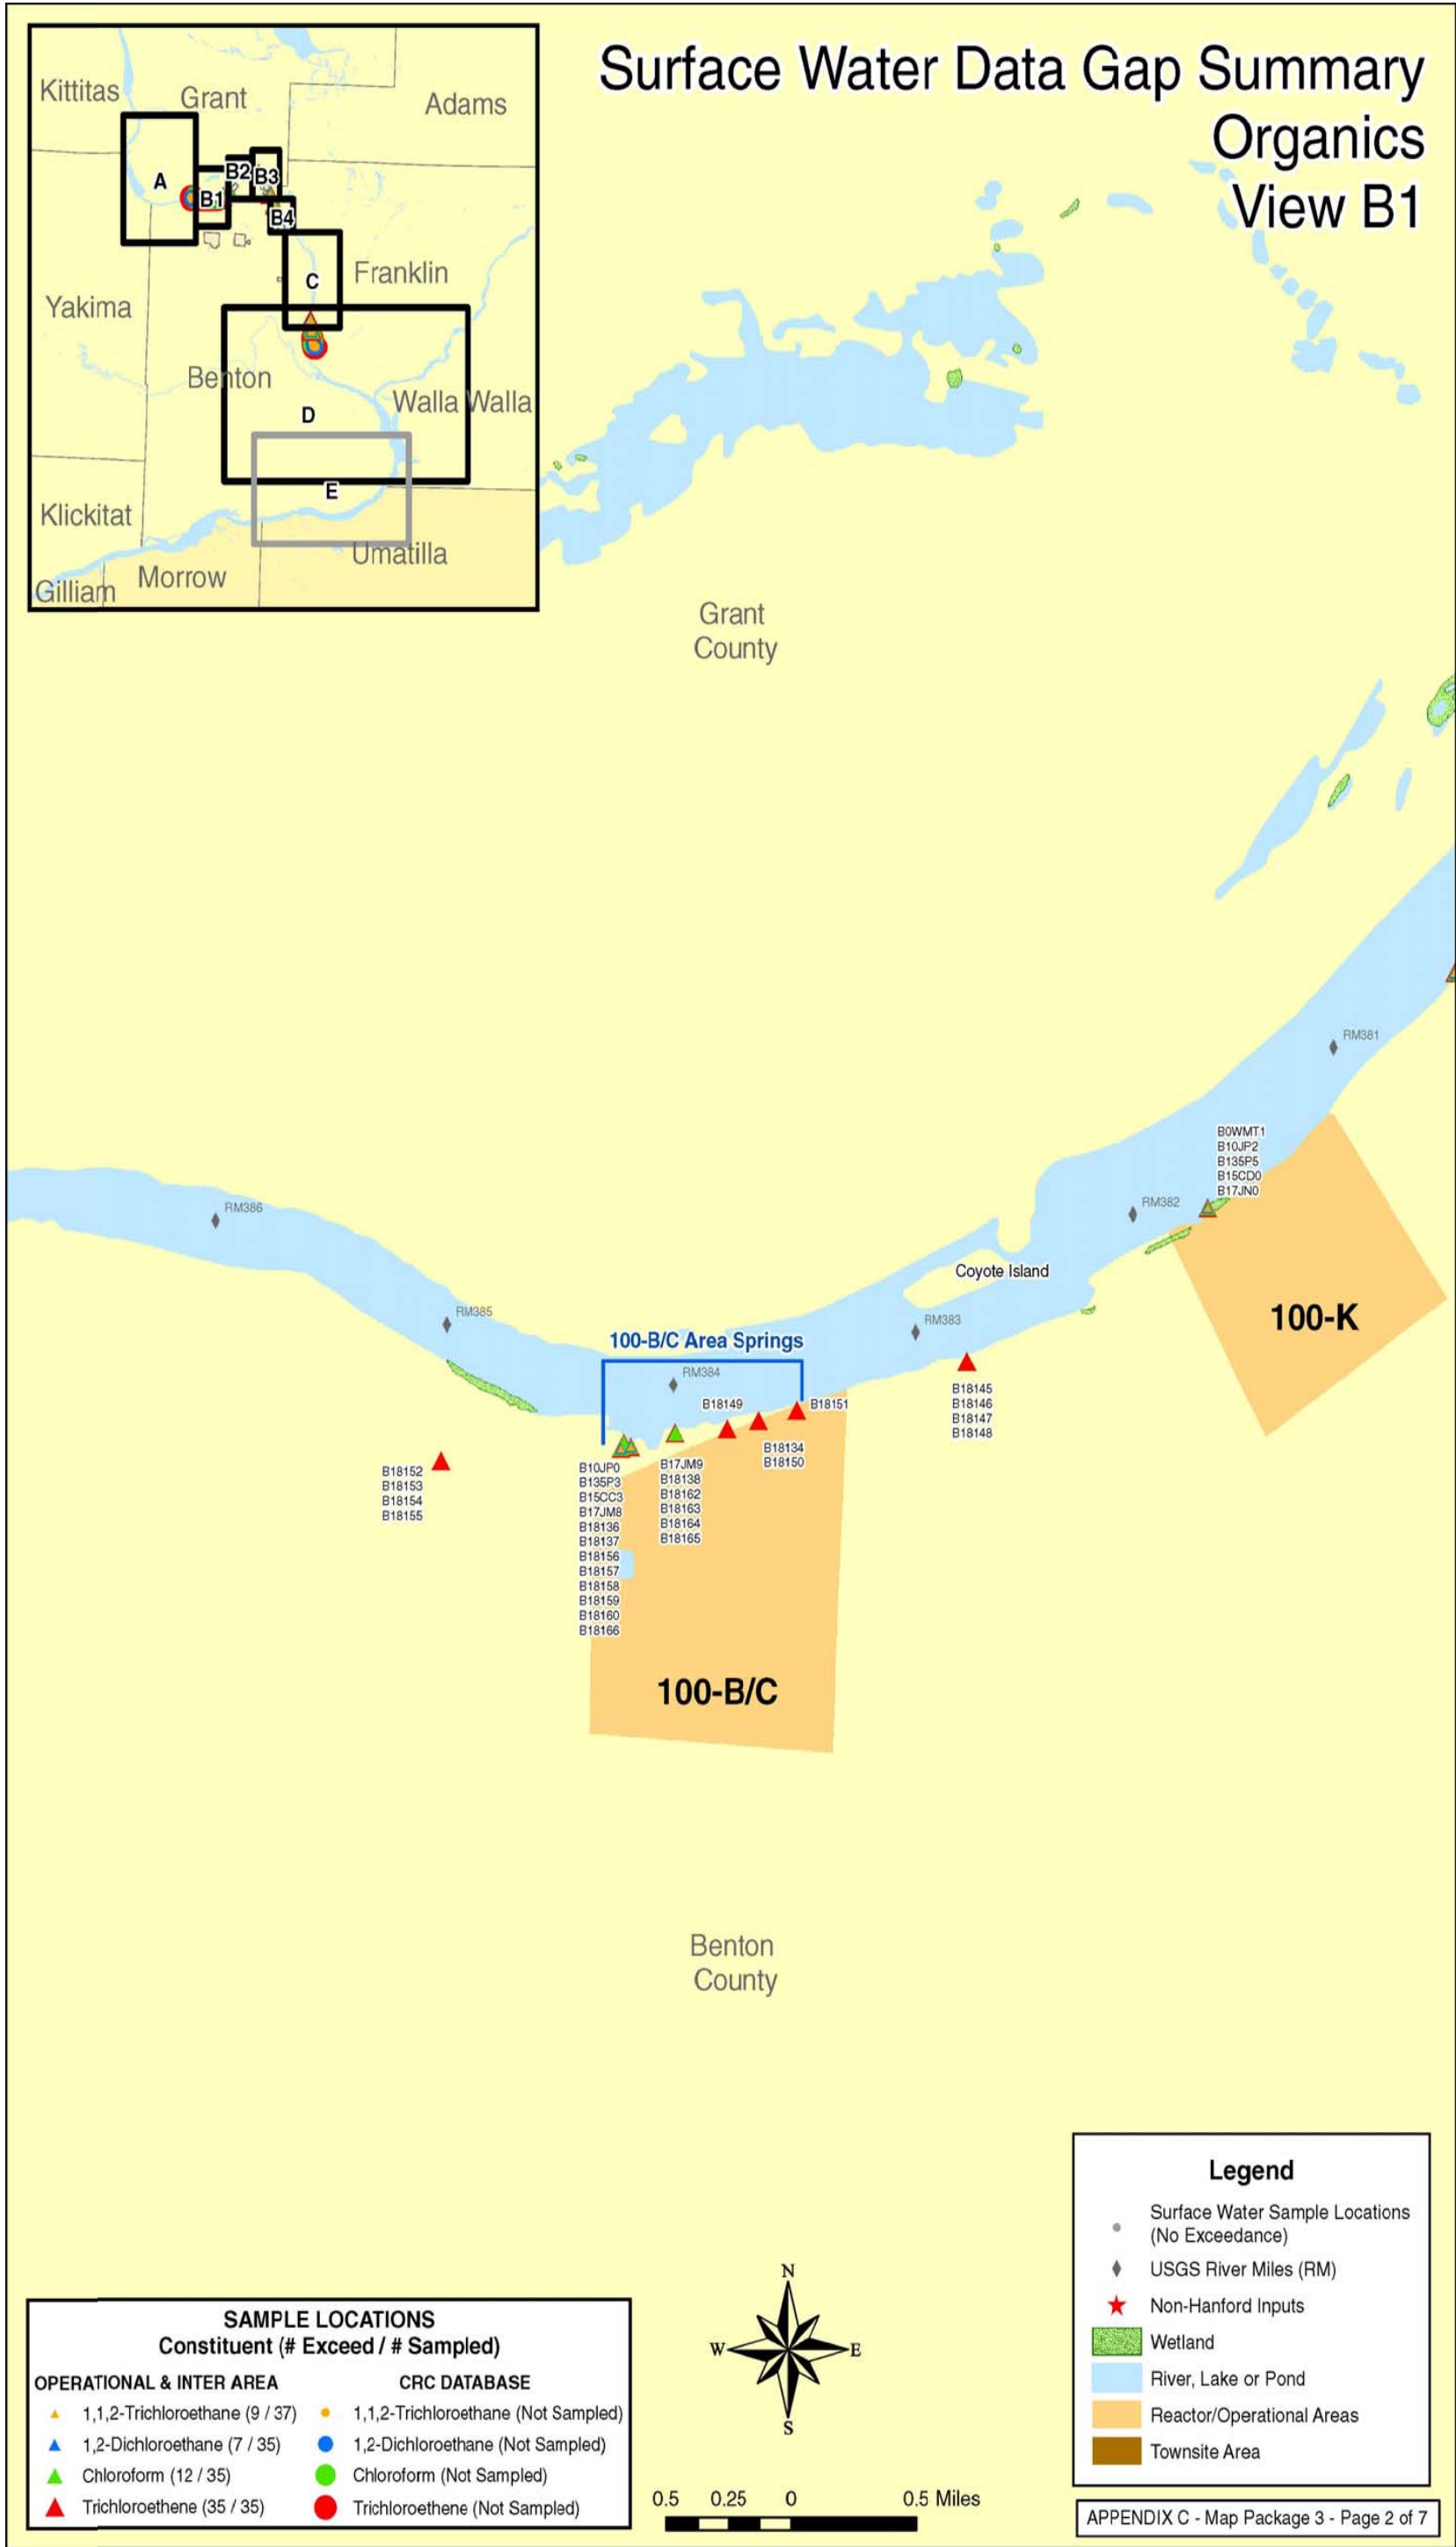 Surface Water Data Gap Summary
Organics
View B1
Kittitas
Grant
Adams
A
B1
B2
B3
B4
C
Franklin
Yakima
Benton
D
Walla Walla
E
Klickitat
Umatilla
Morrow
Gilliam
Grant
County
RM381
B0WMT1
B10JP2
B135P5
B15CD0
B17JN0
RM382
RM386
Coyote Island
100-K
RM385
RM383
100-B/C Area Springs
RM384
B18149
B18151
B18145
B18146
B18147
B18148
B18134
B18150
B18152
B18153
B18154
B18155
B10JP0
B135P3
B15CC3
B17JM8
B18136
B18137
B18156
B18157
B18158
B18159
B18160
B18166
B17JM9
B18138
B18162
B18163
B18164
B18165
100-B/C
Benton
County
Legend
Surface Water Sample Locations
(No Exceedance)
USGS River Miles (RM)
Non-Hanford Inputs
Wetland
River, Lake or Pond
Reactor/Operational Areas
Townsite Area
SAMPLE LOCATIONS
Constituent (# Exceed / # Sampled)
OPERATIONAL & INTER AREA
1,1,2-Trichloroethane (9 / 37)
1,2-Dichloroethane (7 / 35)
Chloroform (12 / 35)
Trichloroethene (35 / 35)
CRC DATABASE
1,1,2-Trichloroethane (Not Sampled)
1,2-Dichloroethane (Not Sampled)
Chloroform (Not Sampled)
Trichloroethene (Not Sampled)
N
W
E
S
0.5 0.25 0 0.5 Miles
APPENDIX C - Map Package 3 - Page 2 of 7